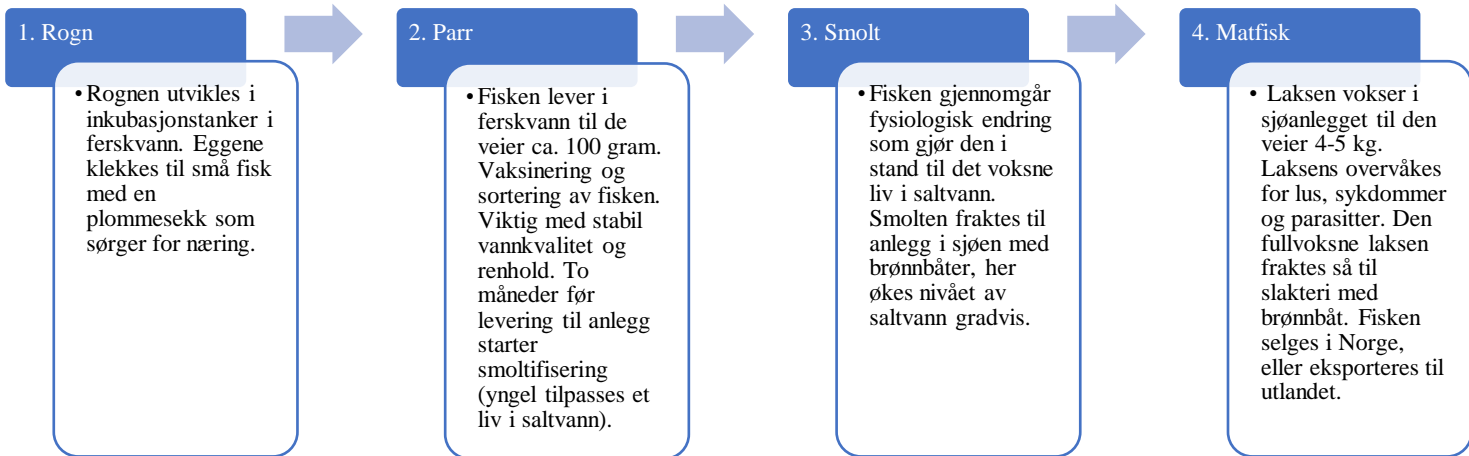 1. Rogn
• Rognen utvikles i
inkubasjonstanker i
ferskvann. Eggene
klekkes til små fisk
med en
plommesekk som
sørger for næring.
2. Parr
• Fisken lever i
ferskvann til de
veier ca. 100 gram.
Vaksinering og
sortering av fisken.
Viktig med stabil
vannkvalitet og
renhold. To
måneder før
levering til anlegg
starter
smoltifisering
(yngel tilpasses et
liv i saltvann).
3. Smolt
• Fisken gjennomgår
fysiologisk endring
som gjør den i
stand til det voksne
liv i saltvann.
Smolten fraktes til
anlegg i sjøen med
brønnbåter, her
økes nivået av
saltvann gradvis.
4. Matfisk
• Laksen vokser i
sjøanlegget til den
veier 4-5 kg.
Laksens overvåkes
for lus, sykdommer
og parasitter. Den
fullvoksne laksen
fraktes så til
slakteri med
brønnbåt. Fisken
selges i Norge,
eller eksporteres til
utlandet.